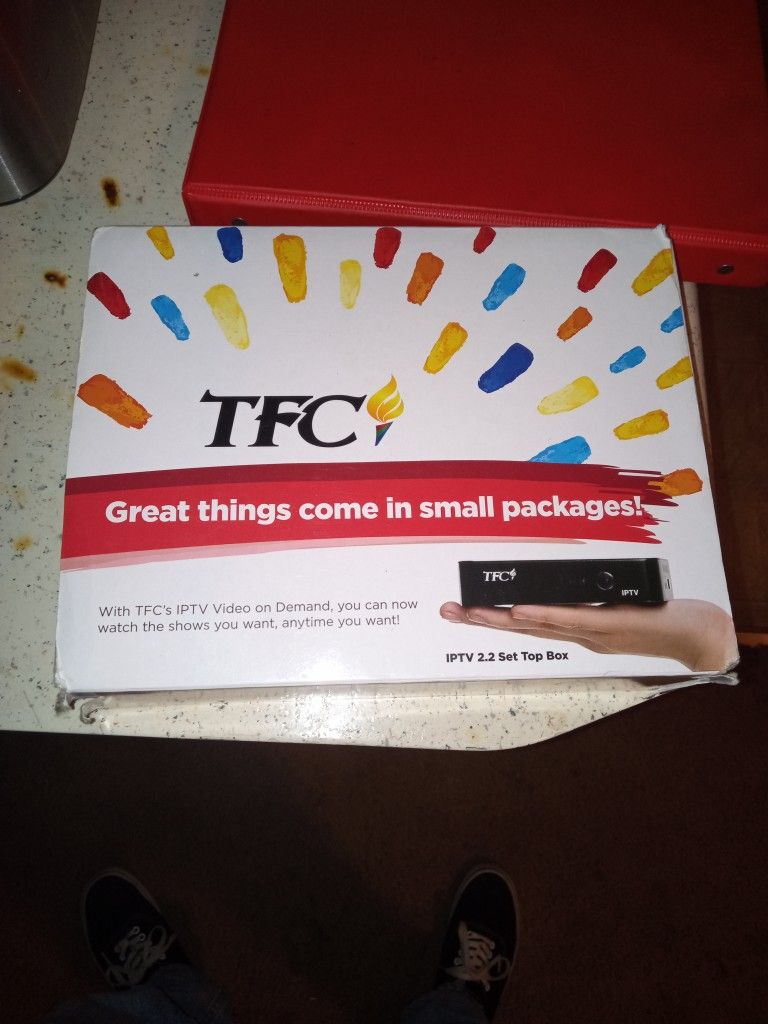 TFC
Great things come in small packages!
With TFC's IPTV Video on Demand, you can now
watch the shows you want, anytime you want!
TFC
IPTV
IPTV 2.2 Set Top Box